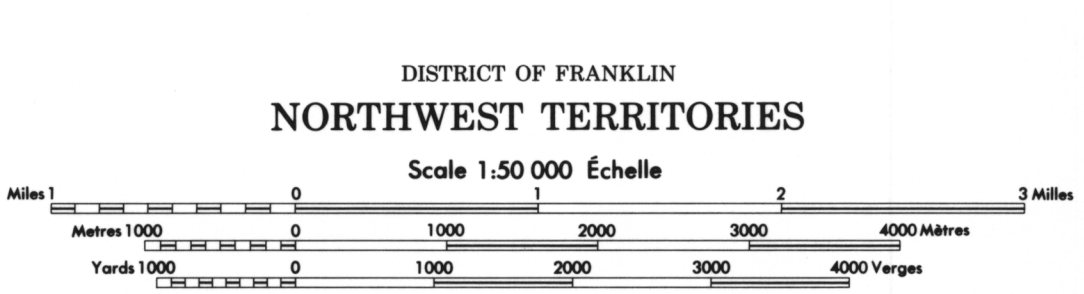 DISTRICT OF FRANKLIN
NORTHWEST TERRITORIES
Scale 1:50 000 Échelle
Miles 1 0 1 2 3 Milles
Metres 1000 0 1000 2000 3000 4000 Mètres
Yards 1000 0 1000 2000 3000 4000 Verges